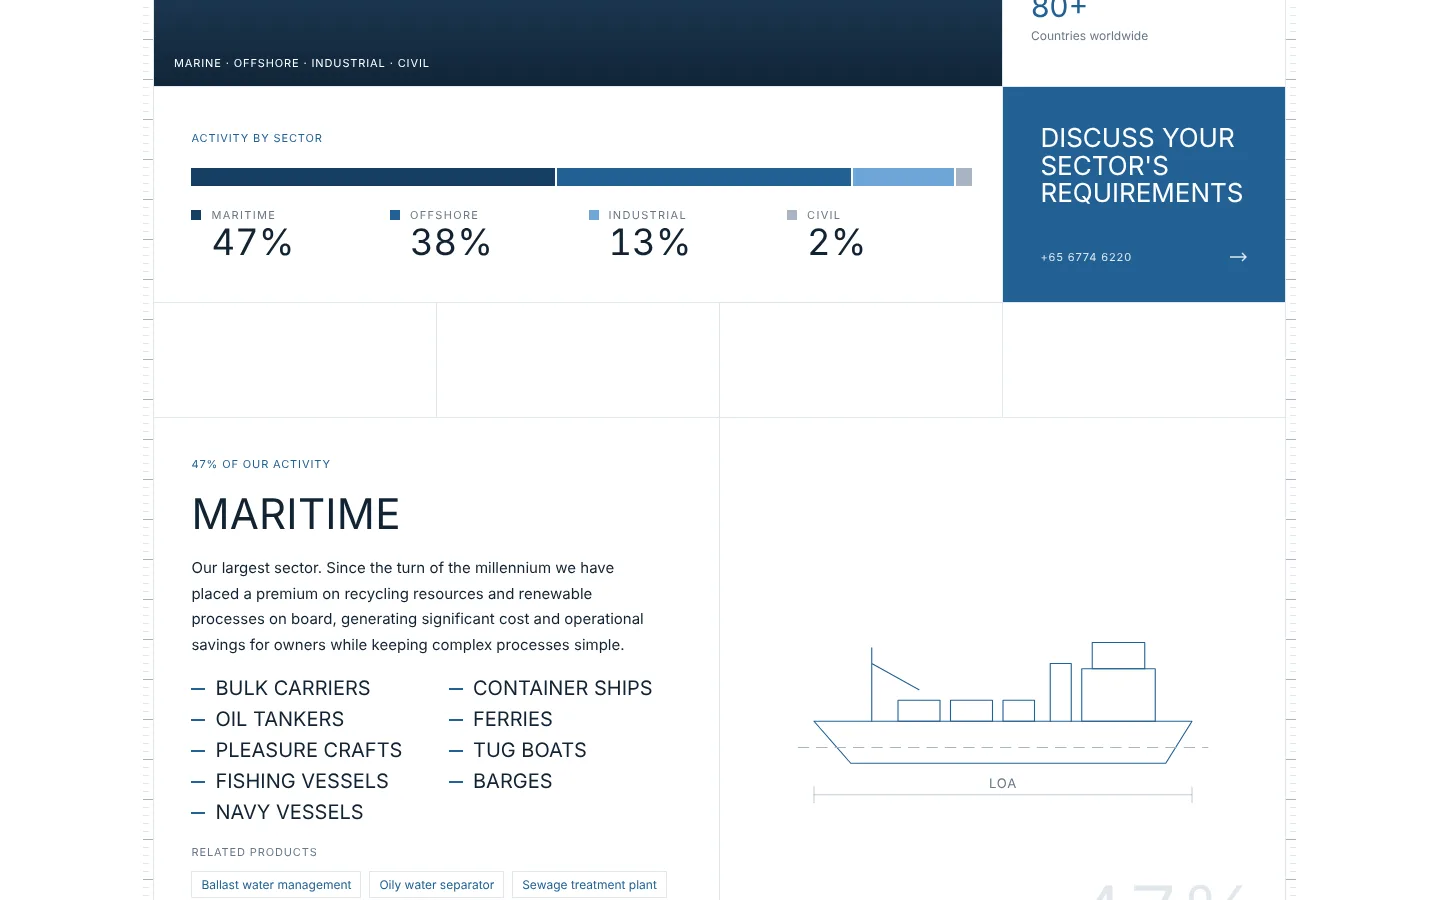 80+
Countries worldwide
MARINE · OFFSHORE · INDUSTRIAL · CIVIL
ACTIVITY BY SECTOR
MARITIME
47%
OFFSHORE
38%
INDUSTRIAL
13%
CIVIL
2%
DISCUSS YOUR
SECTOR'S
REQUIREMENTS
+65 6774 6220
47% OF OUR ACTIVITY
MARITIME
Our largest sector. Since the turn of the millennium we have
placed a premium on recycling resources and renewable
processes on board, generating significant cost and operational
savings for owners while keeping complex processes simple.
BULK CARRIERS
CONTAINER SHIPS
OIL TANKERS
FERRIES
PLEASURE CRAFTS
TUG BOATS
FISHING VESSELS
BARGES
NAVY VESSELS
RELATED PRODUCTS
Ballast water management
Oily water separator
Sewage treatment plant
LOA
47%